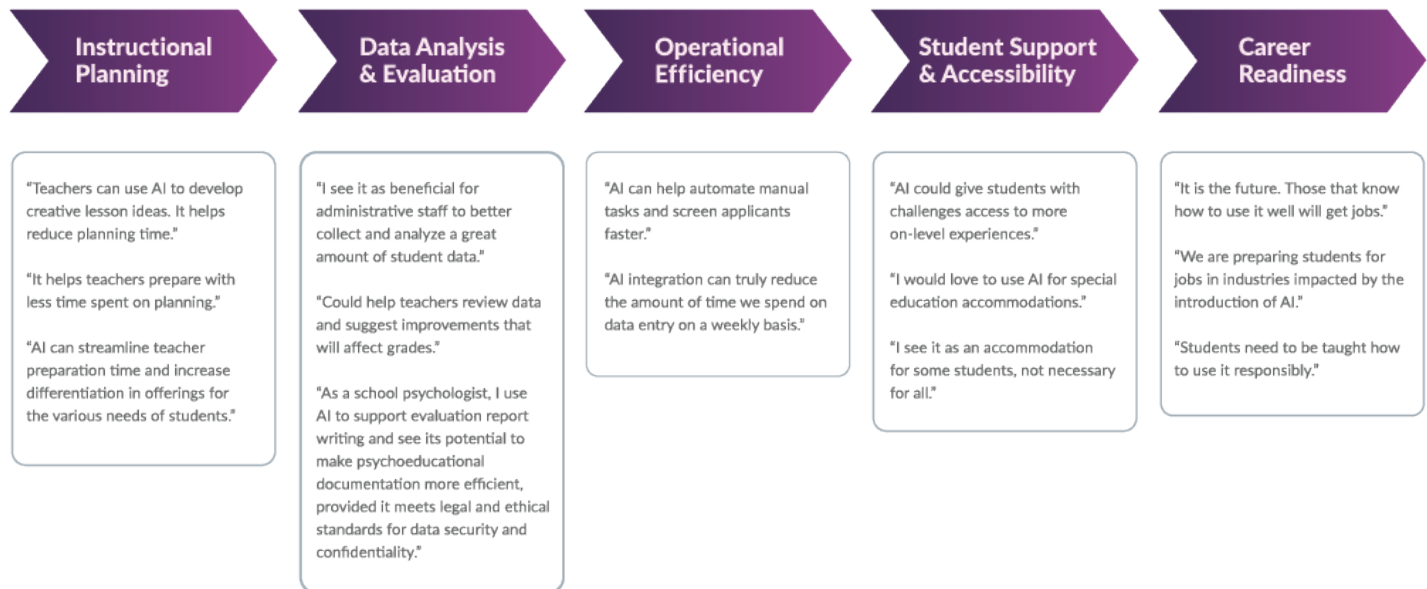 Instructional
Planning
Data Analysis
& Evaluation
Operational
Efficiency
Student Support
& Accessibility
Career
Readiness
“Teachers can use AI to develop
creative lesson ideas. It helps
reduce planning time.”
“It helps teachers prepare with
less time spent on planning.”
“AI can streamline teacher
preparation time and increase
differentiation in offerings for
the various needs of students.”
“I see it as beneficial for
administrative staff to better
collect and analyze a great
amount of student data.”
“Could help teachers review data
and suggest improvements that
will affect grades.”
“As a school psychologist, I use
AI to support evaluation report
writing and see its potential to
make psychoeducational
documentation more efficient,
provided it meets legal and ethical
standards for data security and
confidentiality.”
“AI can help automate manual
tasks and screen applicants
faster.”
“AI integration can truly reduce
the amount of time we spend on
data entry on a weekly basis.”
“AI could give students with
challenges access to more
on-level experiences.”
“I would love to use AI for special
education accommodations.”
“I see it as an accommodation
for some students, not necessary
for all.”
“It is the future. Those that know
how to use it well will get jobs.”
“We are preparing students for
jobs in industries impacted by the
introduction of AI.”
“Students need to be taught how
to use it responsibly.”